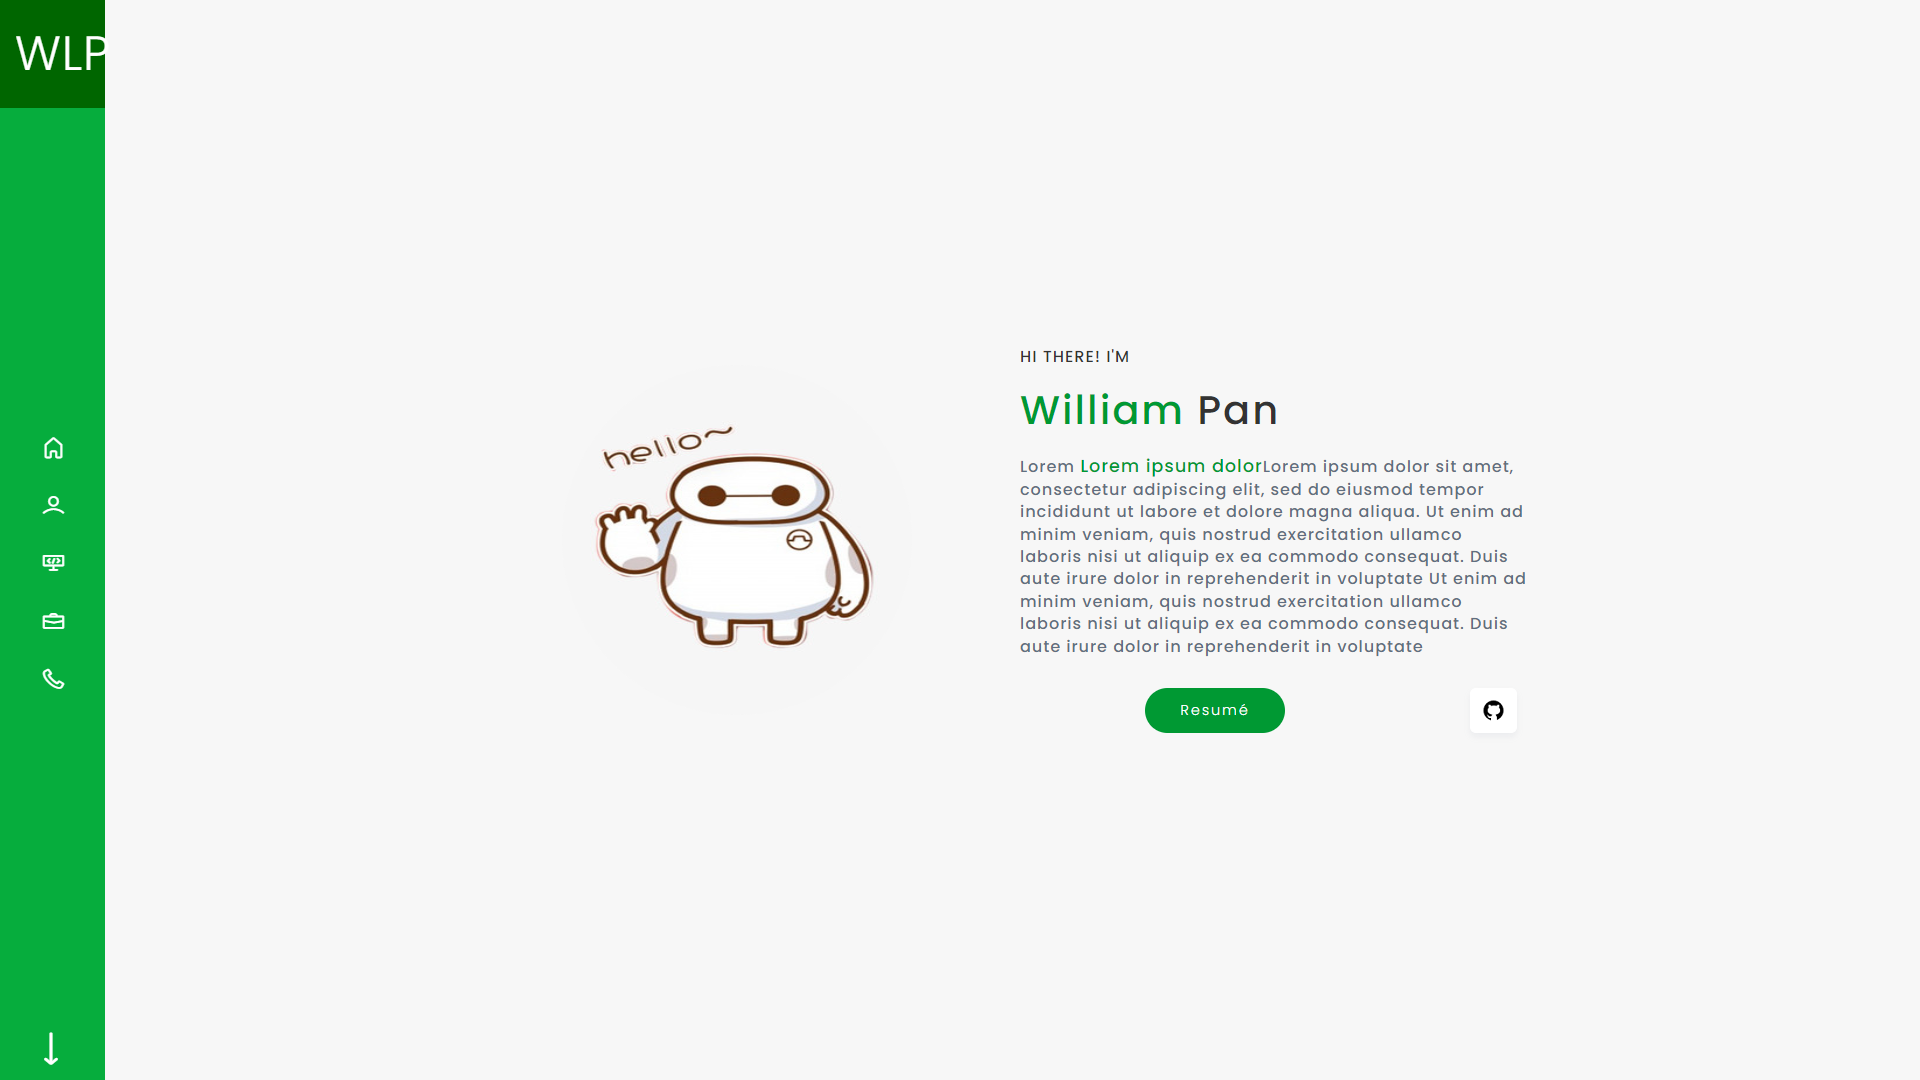 WLP
hello~
HI THERE! I'M
William Pan
Lorem Lorem ipsum dolorLorem ipsum dolor sit amet,
consectetur adipiscing elit, sed do eiusmod tempor
incididunt ut labore et dolore magna aliqua. Ut enim ad
minim veniam, quis nostrud exercitation ullamco
laboris nisi ut aliquip ex ea commodo consequat. Duis
aute irure dolor in reprehenderit in voluptate Ut enim ad
minim veniam, quis nostrud exercitation ullamco
laboris nisi ut aliquip ex ea commodo consequat. Duis
aute irure dolor in reprehenderit in voluptate
Resumé